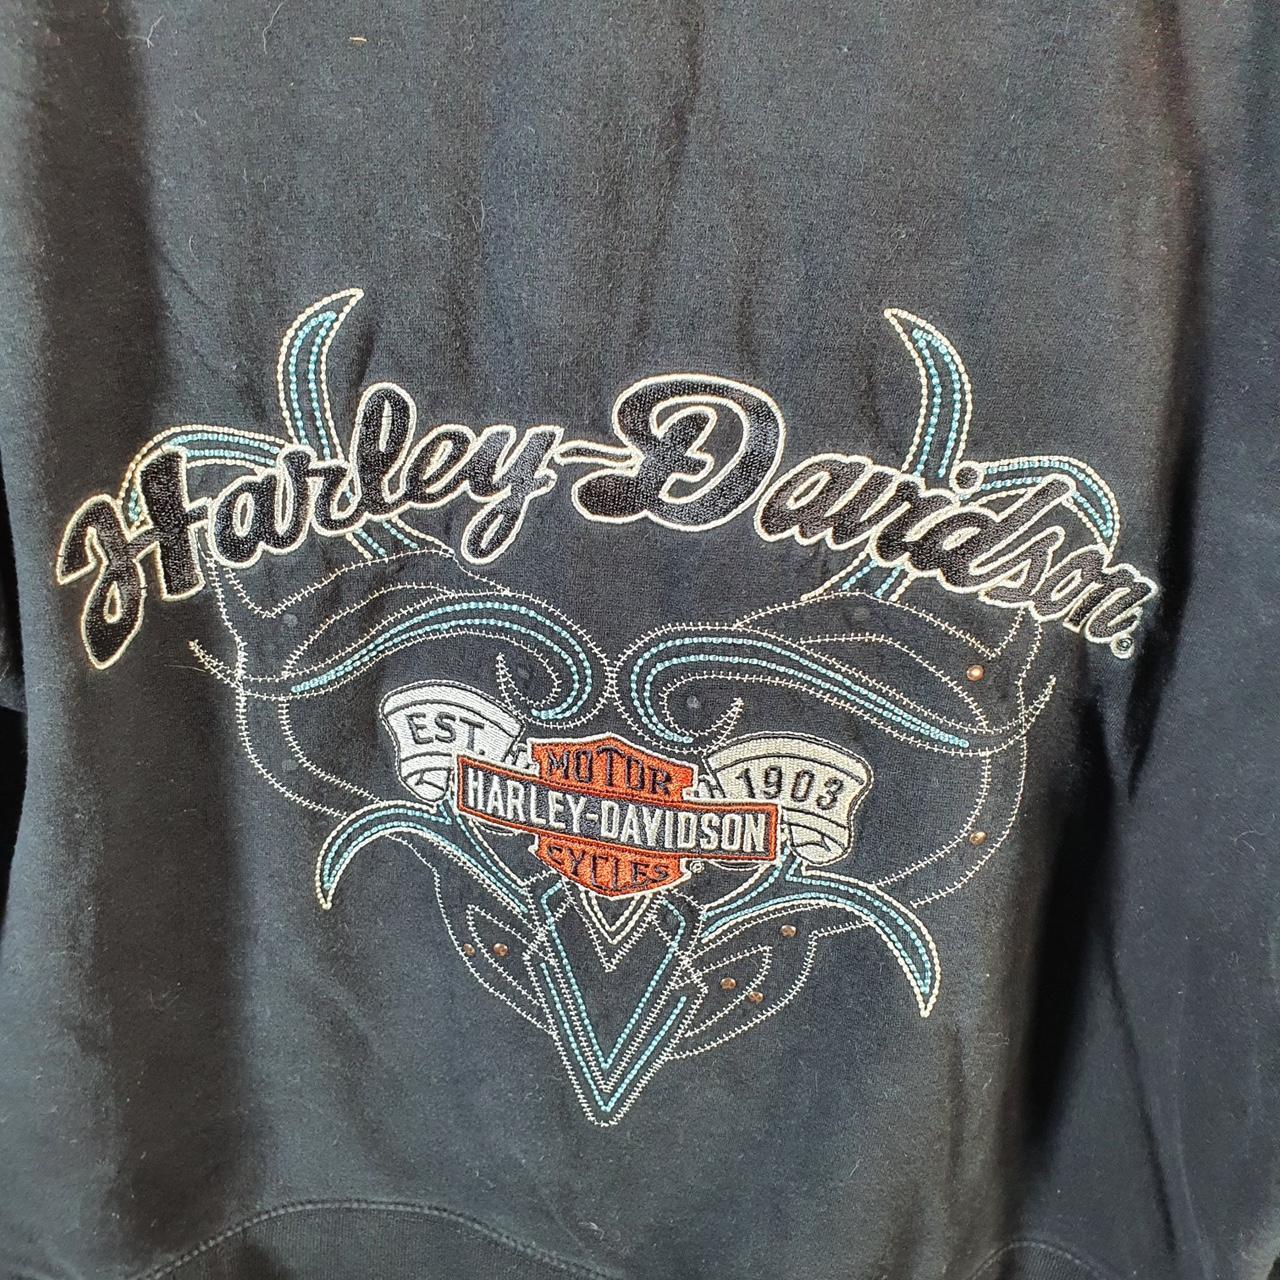 Harley-Davidson®
EST. 1903
MOTOR
HARLEY-DAVIDSON
CYCLES ®